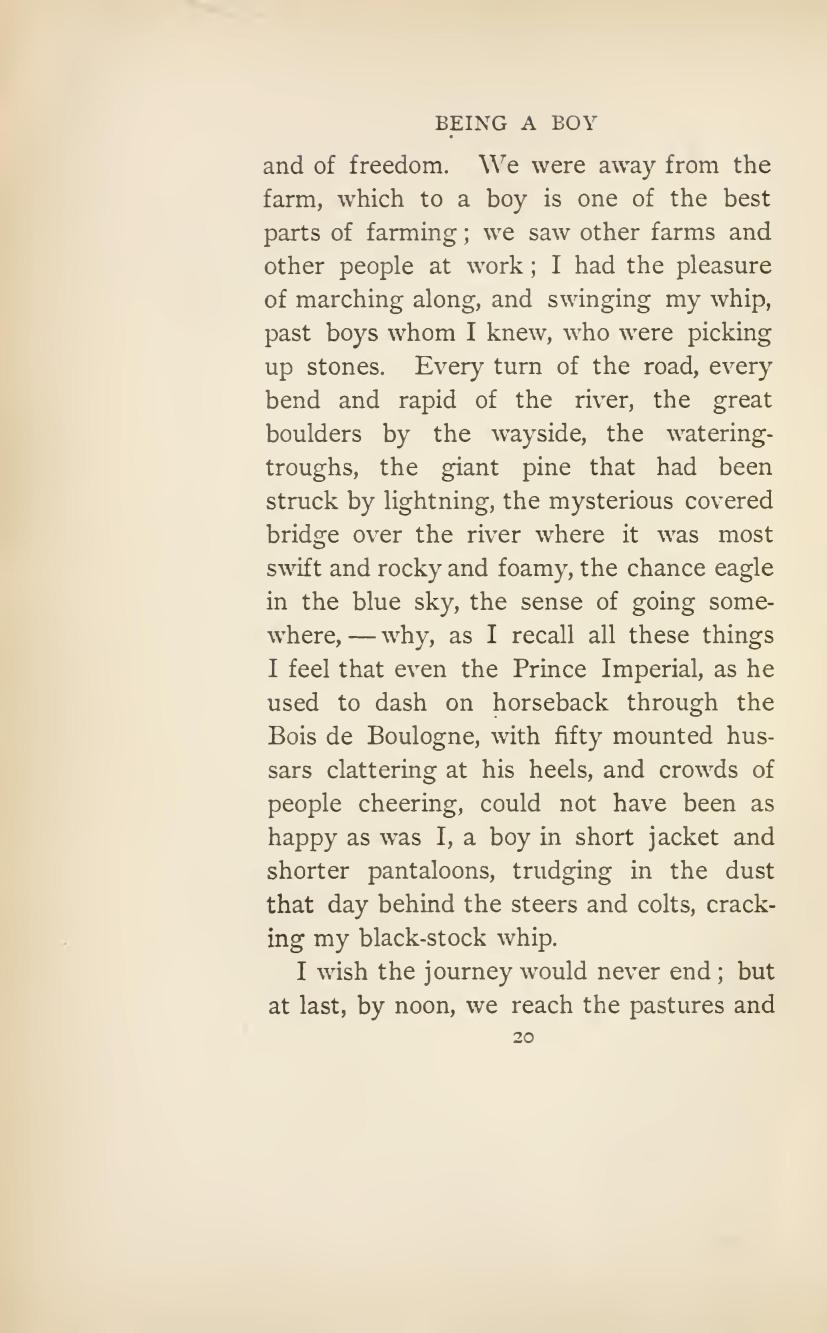 BEING A BOY
and of freedom. We were away from the
farm, which to a boy is one of the best
parts of farming ; we saw other farms and
other people at work ; I had the pleasure
of marching along, and swinging my whip,
past boys whom I knew, who were picking
up stones. Every turn of the road, every
bend and rapid of the river, the great
boulders by the wayside, the watering-
troughs, the giant pine that had been
struck by lightning, the mysterious covered
bridge over the river where it was most
swift and rocky and foamy, the chance eagle
in the blue sky, the sense of going some-
where, — why, as I recall all these things
I feel that even the Prince Imperial, as he
used to dash on horseback through the
Bois de Boulogne, with fifty mounted hus-
sars clattering at his heels, and crowds of
people cheering, could not have been as
happy as was I, a boy in short jacket and
shorter pantaloons, trudging in the dust
that day behind the steers and colts, crack-
ing my black-stock whip.
I wish the journey would never end ; but
at last, by noon, we reach the pastures and
20